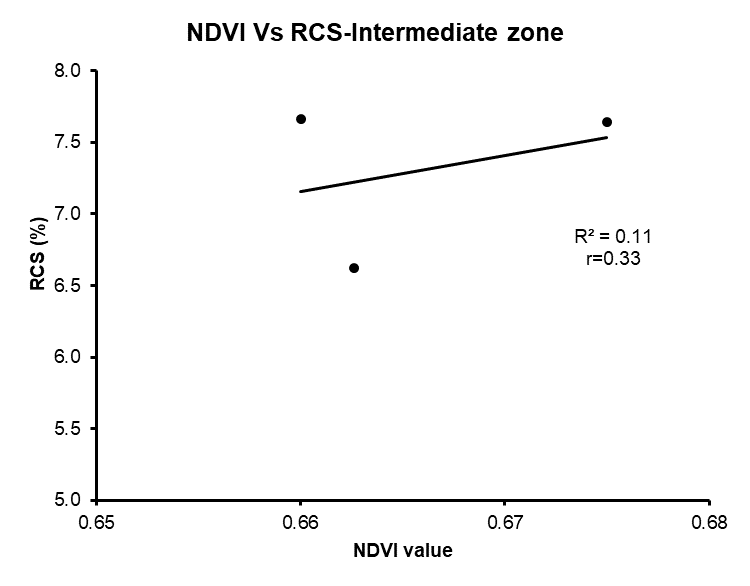 NDVI Vs RCS-Intermediate zone
8.0
7.5
7.0
6.5
6.0
5.5
5.0
RCS (%)
R² = 0.11
r=0.33
0.65 0.66 0.67 0.68
NDVI value